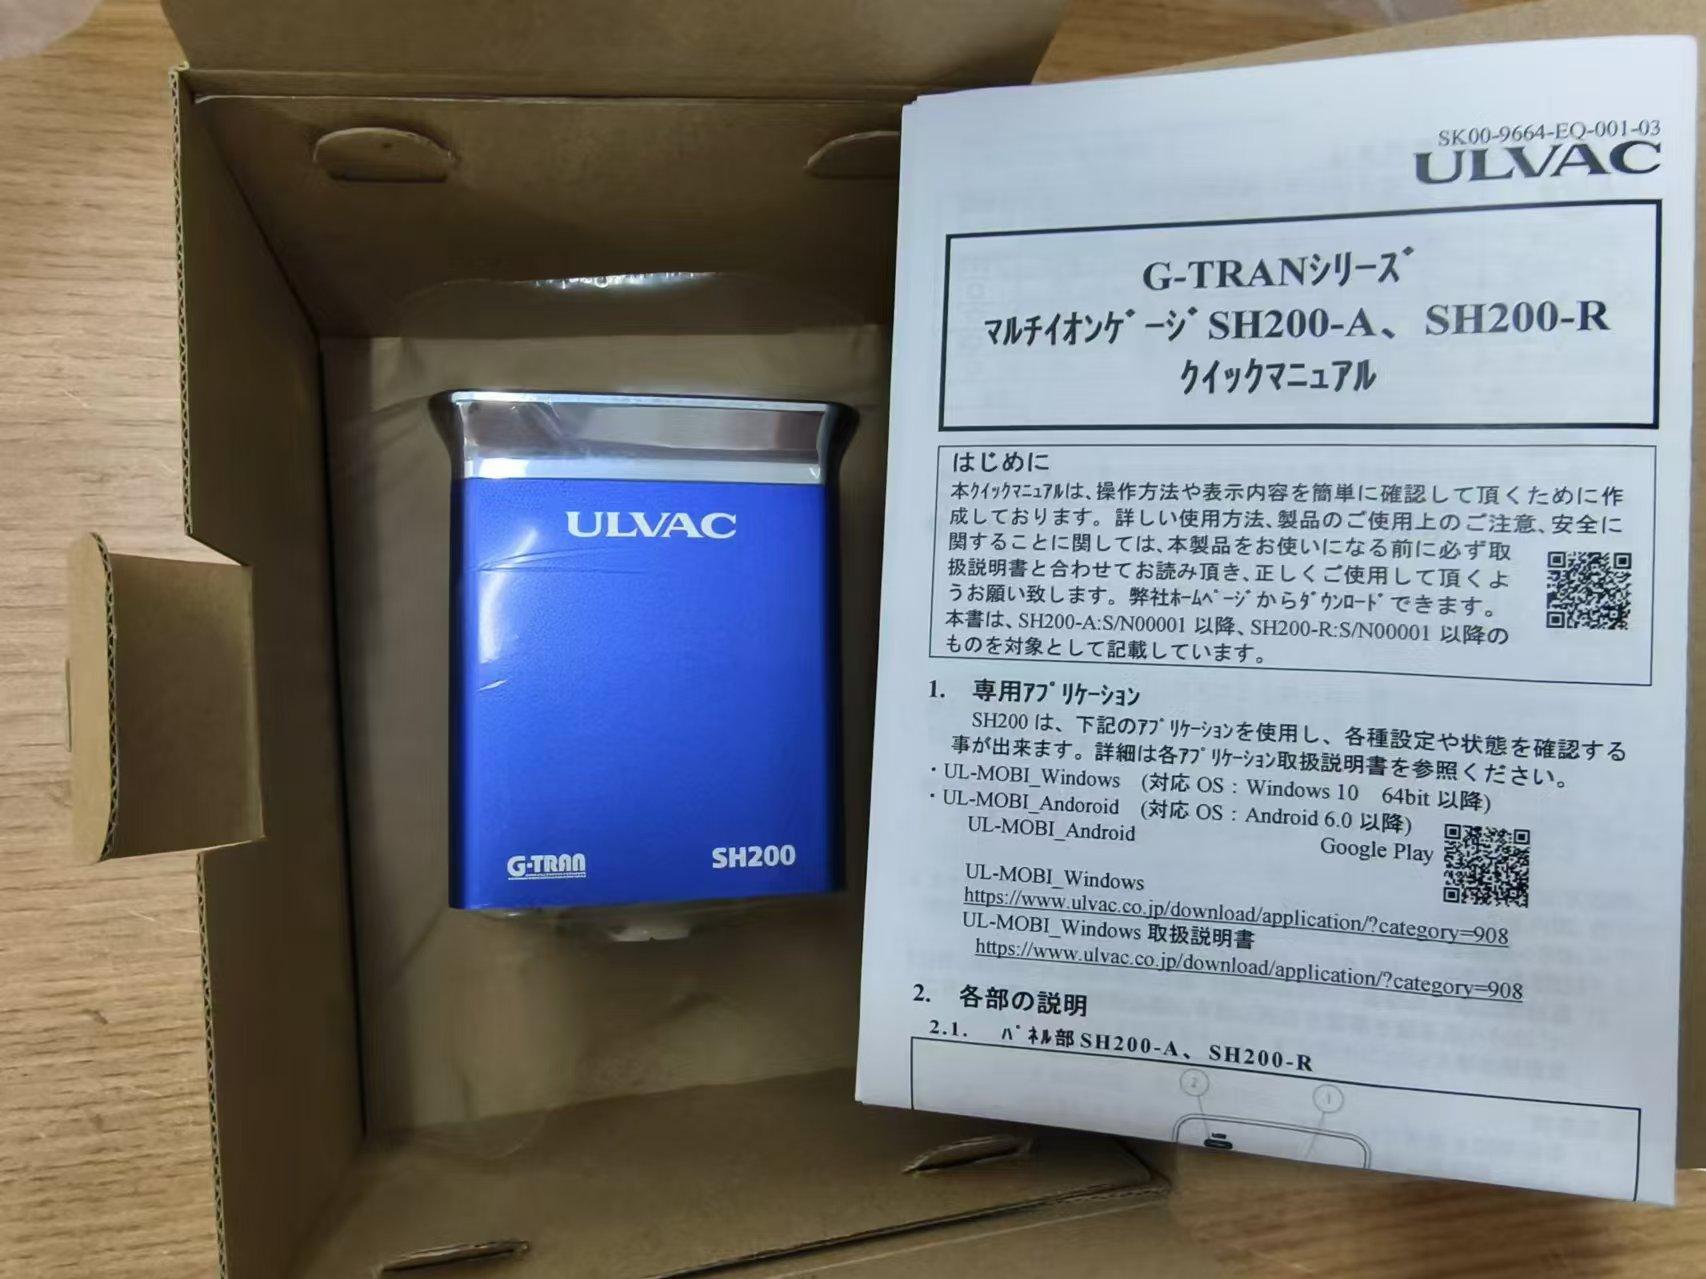 ULVAC
G-TRAN
SH200
SK00-9664-EQ-001-03
ULVAC
G-TRANシリーズ
マルチイオンゲージSH200-A、SH200-R
クイックマニュアル
はじめに
本クイックマニュアルは、操作方法や表示内容を簡単に確認して頂くために作
成しております。詳しい使用方法、製品のご使用上のご注意、安全に
関することに関しては、本製品をお使いになる前に必ず取
扱説明書と合わせてお読み頂き、正しくご使用して頂くよ
うお願い致します。弊社ホームページからダウンロードできます。
本書は、SH200-A:S/N00001 以降、SH200-R:S/N00001 以降の
ものを対象として記載しています。
1. 専用アプリケーション
SH200 は、下記のアプリケーションを使用し、各種設定や状態を確認する
事が出来ます。詳細は各アプリケーション取扱説明書を参照ください。
・UL-MOBI_Windows (対応 OS：Windows 10 64bit 以降)
・UL-MOBI_Andoroid (対応 OS：Android 6.0 以降)
UL-MOBI_Android
Google Play
UL-MOBI_Windows
https://www.ulvac.co.jp/download/application/?category=908
UL-MOBI_Windows 取扱説明書
https://www.ulvac.co.jp/download/application/?category=908
2. 各部の説明
2.1. パネル部 SH200-A、SH200-R
2
1